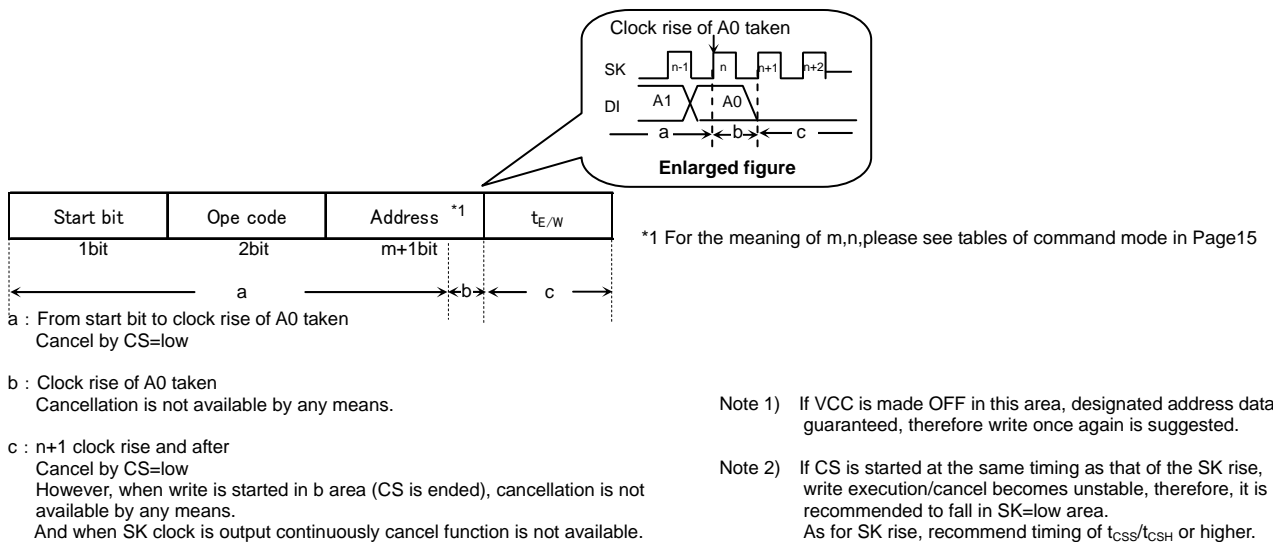 Clock rise of A0 taken
SK
n-1
n
n+1
n+2
DI
A1
A0
a
b
c
Enlarged figure
Start bit
Ope code
Address *1
tE/W
1bit
2bit
m+1bit
*1 For the meaning of m,n,please see tables of command mode in Page15
a
b
c
a : From start bit to clock rise of A0 taken
Cancel by CS=low
b : Clock rise of A0 taken
Cancellation is not available by any means.
c : n+1 clock rise and after
Cancel by CS=low
However, when write is started in b area (CS is ended), cancellation is not
available by any means.
And when SK clock is output continuously cancel function is not available.
Note 1) If VCC is made OFF in this area, designated address data
guaranteed, therefore write once again is suggested.
Note 2) If CS is started at the same timing as that of the SK rise,
write execution/cancel becomes unstable, therefore, it is
recommended to fall in SK=low area.
As for SK rise, recommend timing of tCSS/tCSH or higher.